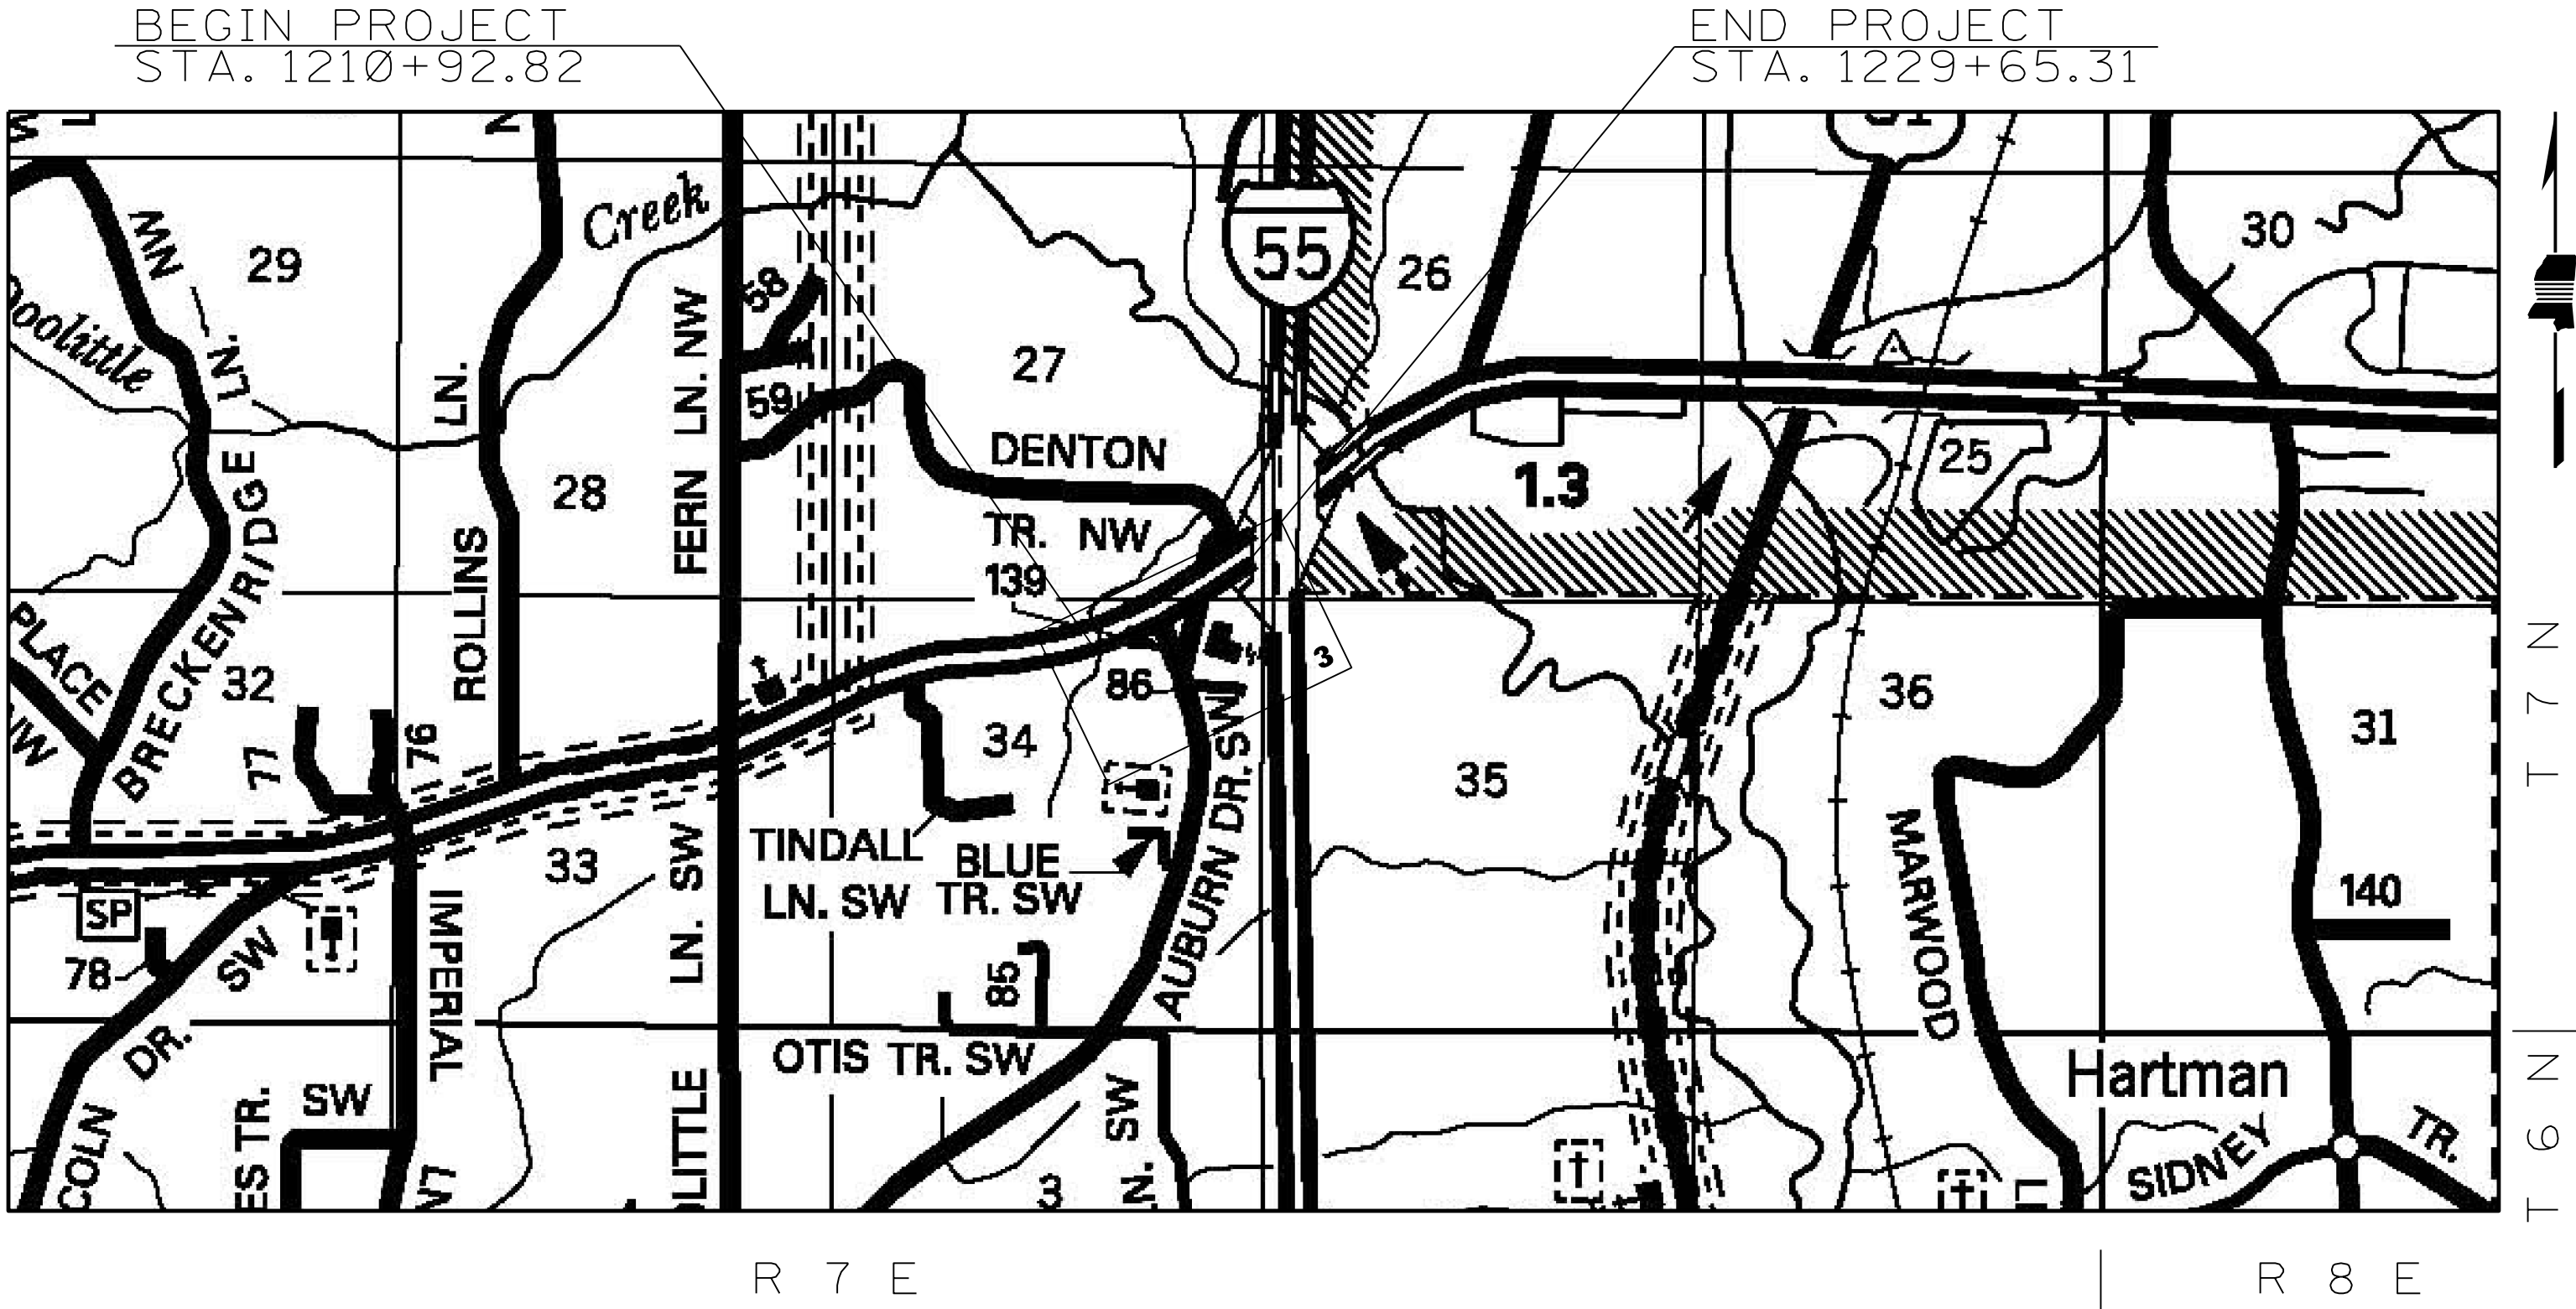 BEGIN PROJECT
STA. 1210+92.82
END PROJECT
STA. 1229+65.31
Creek
55
29
26
30
NW
LN.
58
27
FERN LN. NW
59
LN.
Doolittle
DENTON
TR. NW
139
1.3
25
28
BRECKENRIDGE
ROLLINS
PLACE
32
77
76
86
3
34
35
36
31
T 7 N
33
TINDALL
LN. SW
BLUE
TR. SW
AUBURN DR. SW
LN. SW
MARWOOD
140
SP
78
SW
DR.
IMPERIAL
85
OTIS TR. SW
Hartman
SW
TR.
LN.
SW
3
SIDNEY
TR.
T 6 N
R 7 E
R 8 E